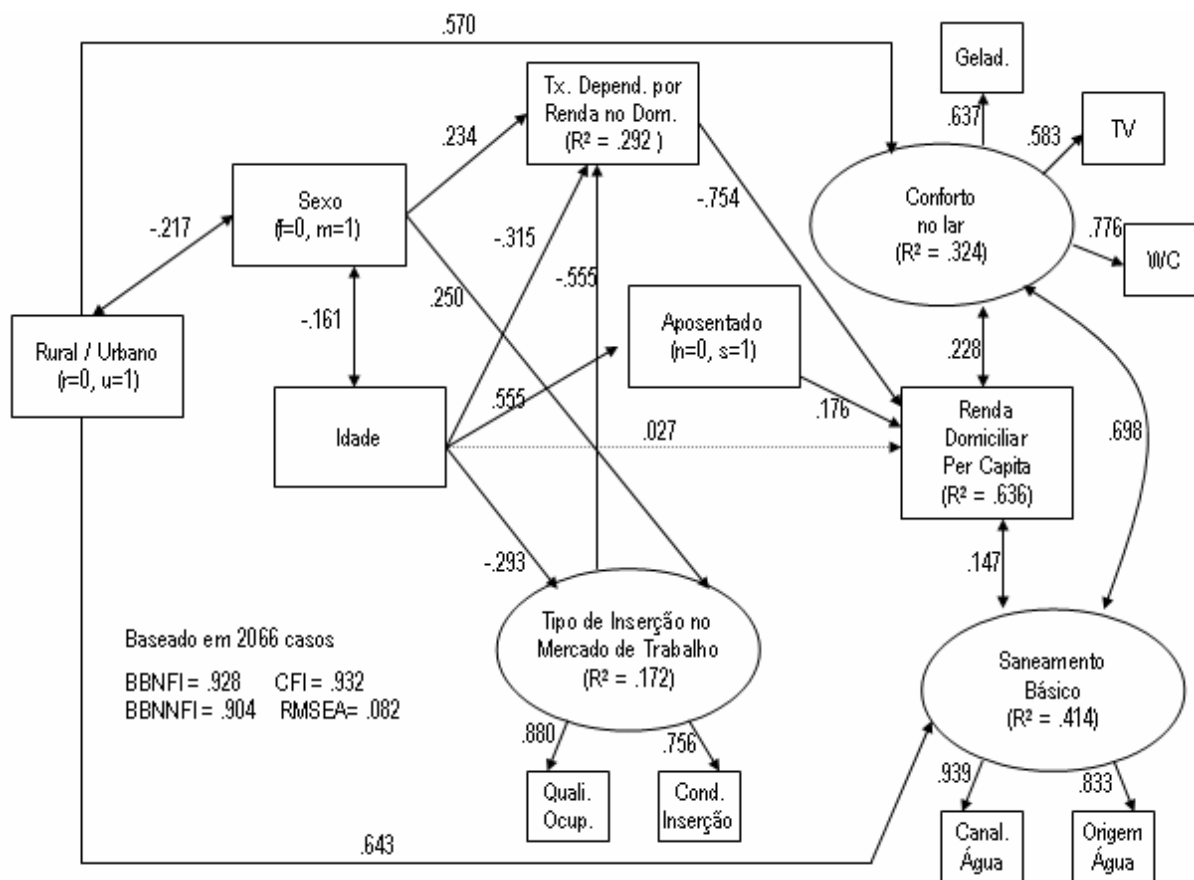 .570
Gelad.
.637
Tx. Depend. por
Renda no Dom.
(R² = .292 )
.583
TV
.234
Sexo
(f=0, m=1)
Conforto
no lar
(R² = .324)
-.754
.776
WC
-.217
-.315
-.555
.250
-.161
Aposentado
(n=0, s=1)
Rural / Urbano
(r=0, u=1)
.228
.555
.176
Renda
Domiciliar
Per Capita
(R² = .636)
Idade
.027
.698
-.293
.147
Tipo de Inserção no
Mercado de Trabalho
(R² = .172)
Baseado em 2066 casos
BBNFI = .928 CFI = .932
BBNNFI = .904 RMSEA= .082
Saneamento
Básico
(R² = .414)
.880
.756
.939
.833
Quali.
Ocup.
Cond.
Inserção
Canal.
Água
Origem
Água
.643